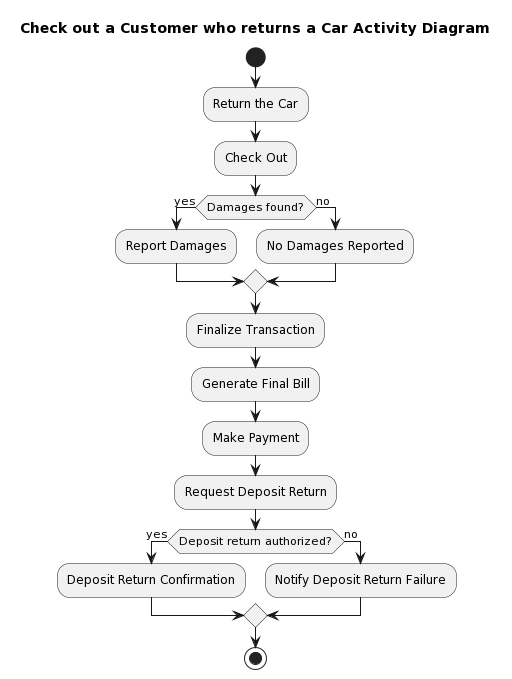 Check out a Customer who returns a Car Activity Diagram
Return the Car
Check Out
yes
Damages found?
no
Report Damages
No Damages Reported
Finalize Transaction
Generate Final Bill
Make Payment
Request Deposit Return
yes
Deposit return authorized?
no
Deposit Return Confirmation
Notify Deposit Return Failure